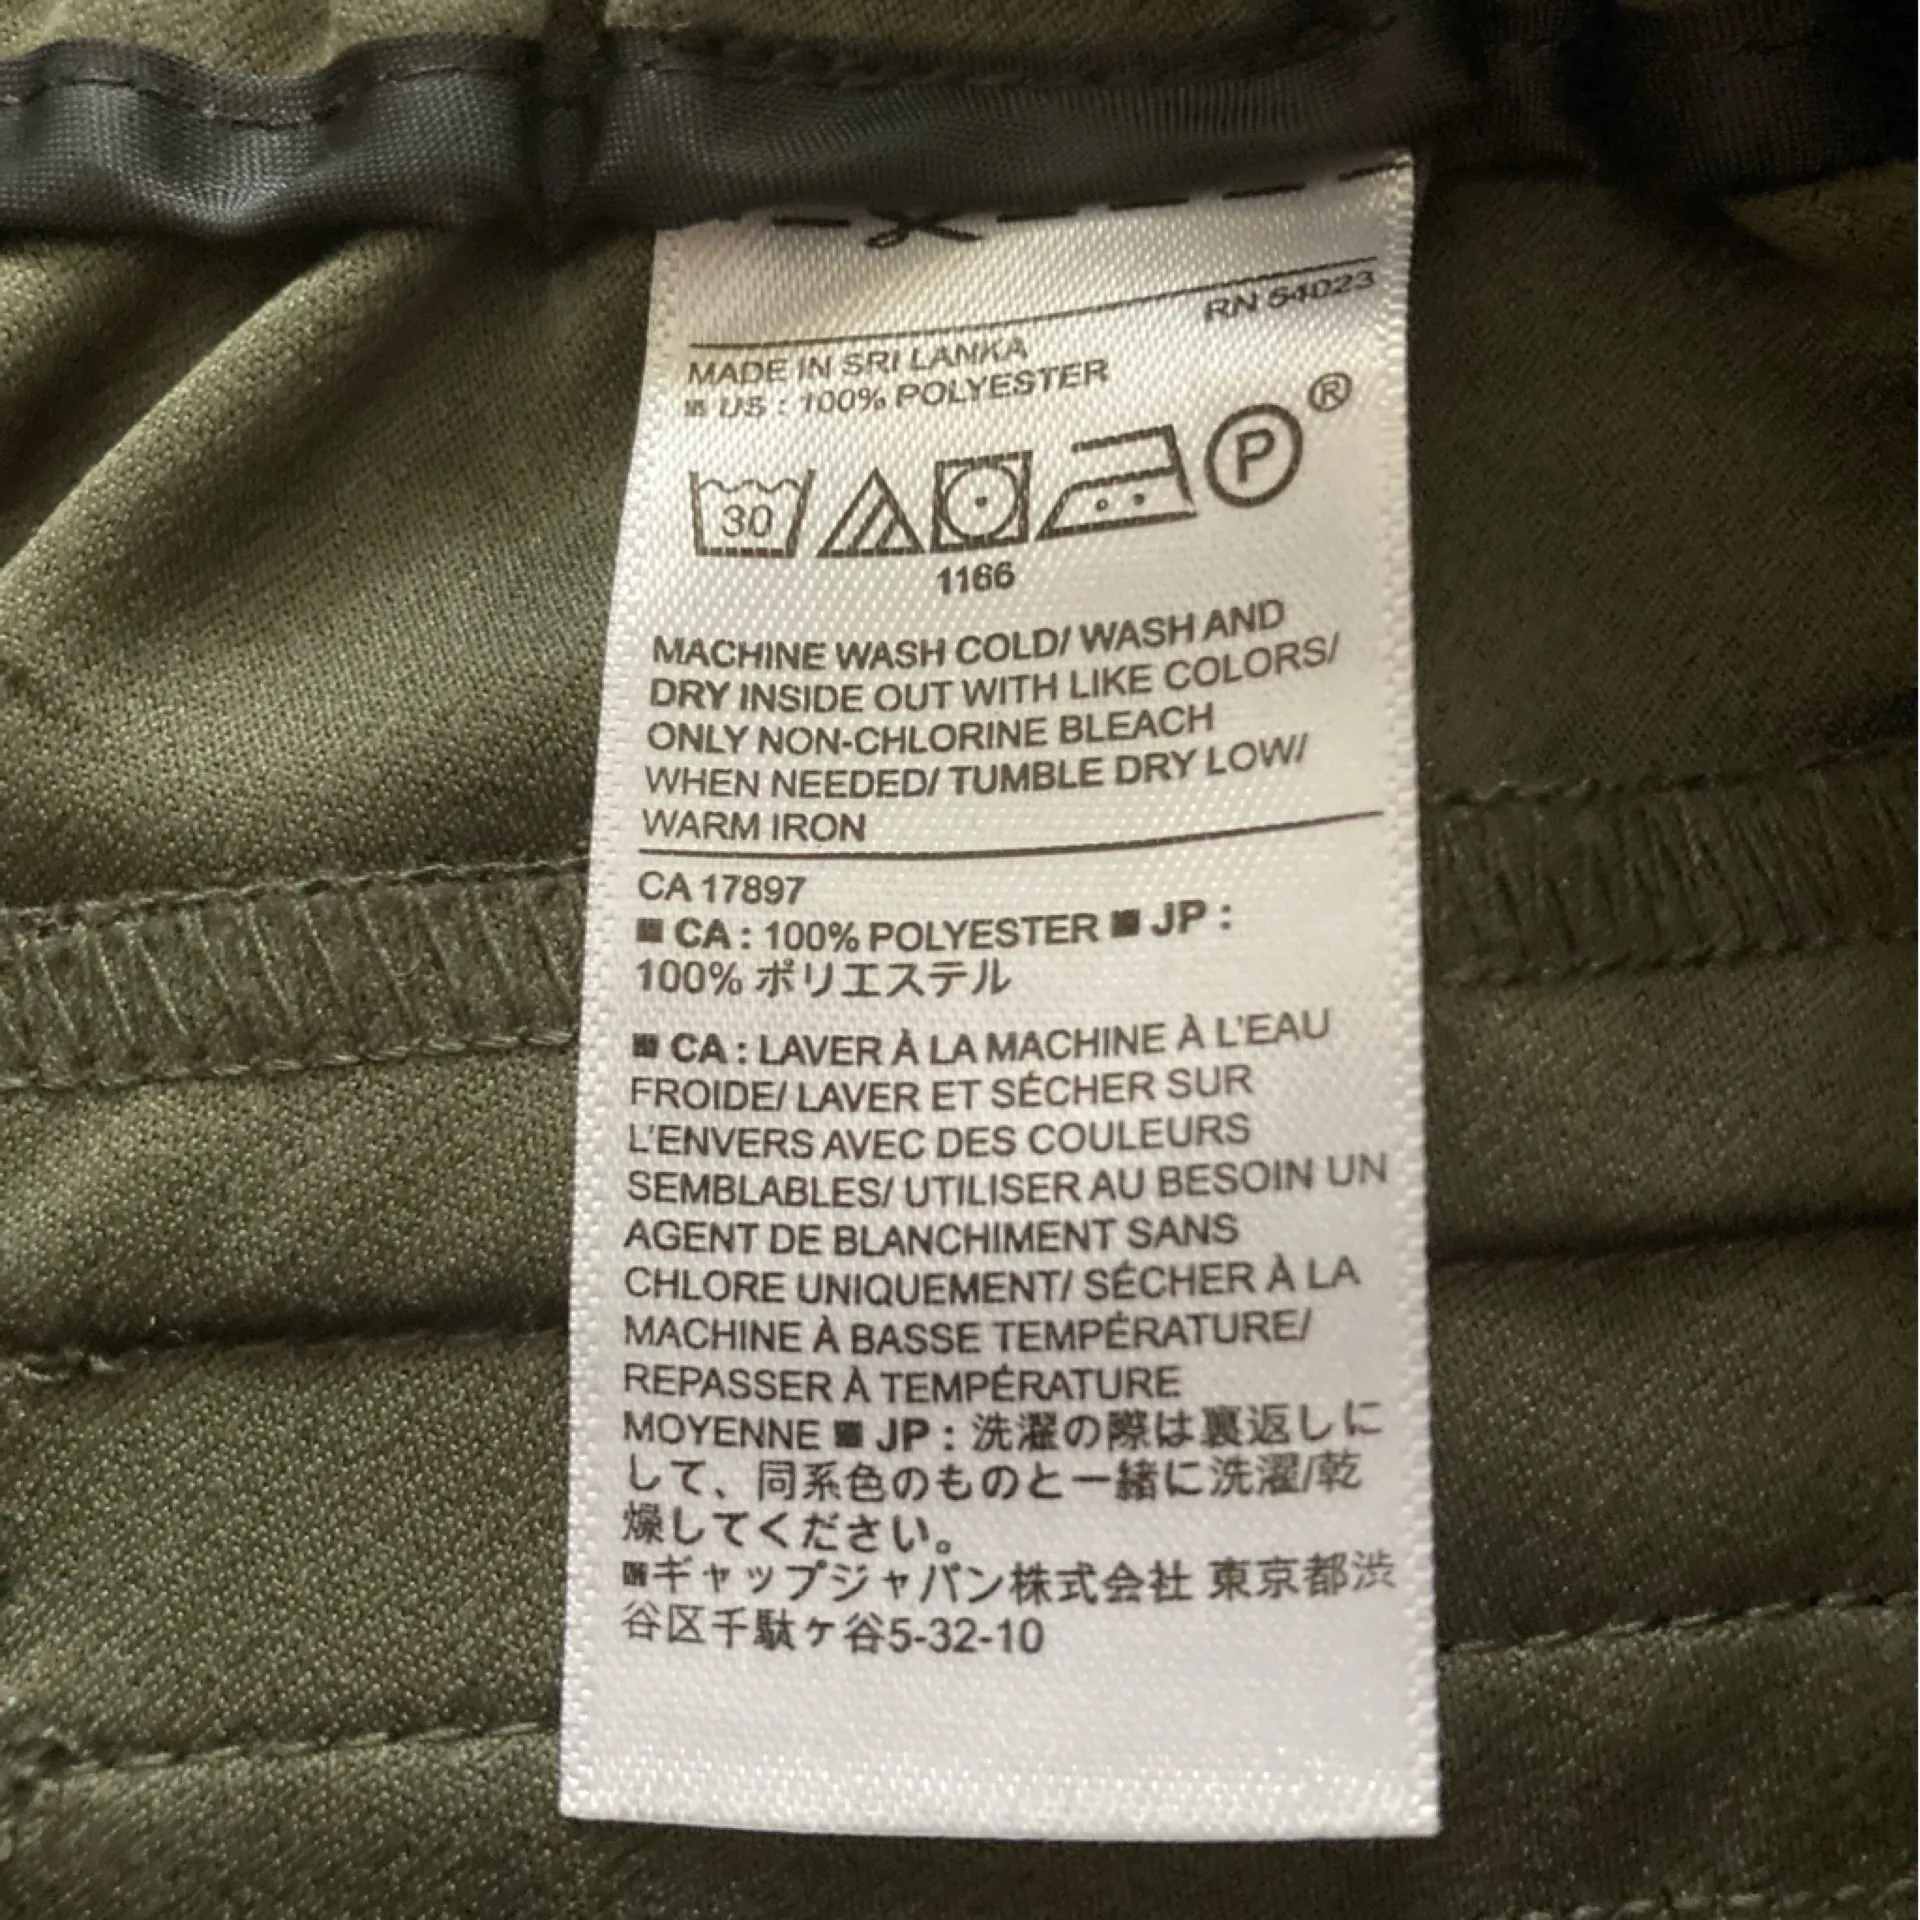 RN 54023
MADE IN SRI LANKA
US : 100% POLYESTER
30 P ®
1166
MACHINE WASH COLD/ WASH AND
DRY INSIDE OUT WITH LIKE COLORS/
ONLY NON-CHLORINE BLEACH
WHEN NEEDED/ TUMBLE DRY LOW/
WARM IRON
CA 17897
■ CA : 100% POLYESTER ■ JP :
100% ポリエステル
■ CA : LAVER À LA MACHINE À L'EAU
FROIDE/ LAVER ET SÉCHER SUR
L'ENVERS AVEC DES COULEURS
SEMBLABLES/ UTILISER AU BESOIN UN
AGENT DE BLANCHIMENT SANS
CHLORE UNIQUEMENT/ SÉCHER À LA
MACHINE À BASSE TEMPÉRATURE/
REPASSER À TEMPÉRATURE
MOYENNE ■ JP : 洗濯の際は裏返しに
して、同系色のものと一緒に洗濯/乾
燥してください。
■ギャップジャパン株式会社 東京都渋
谷区千駄ケ谷5-32-10